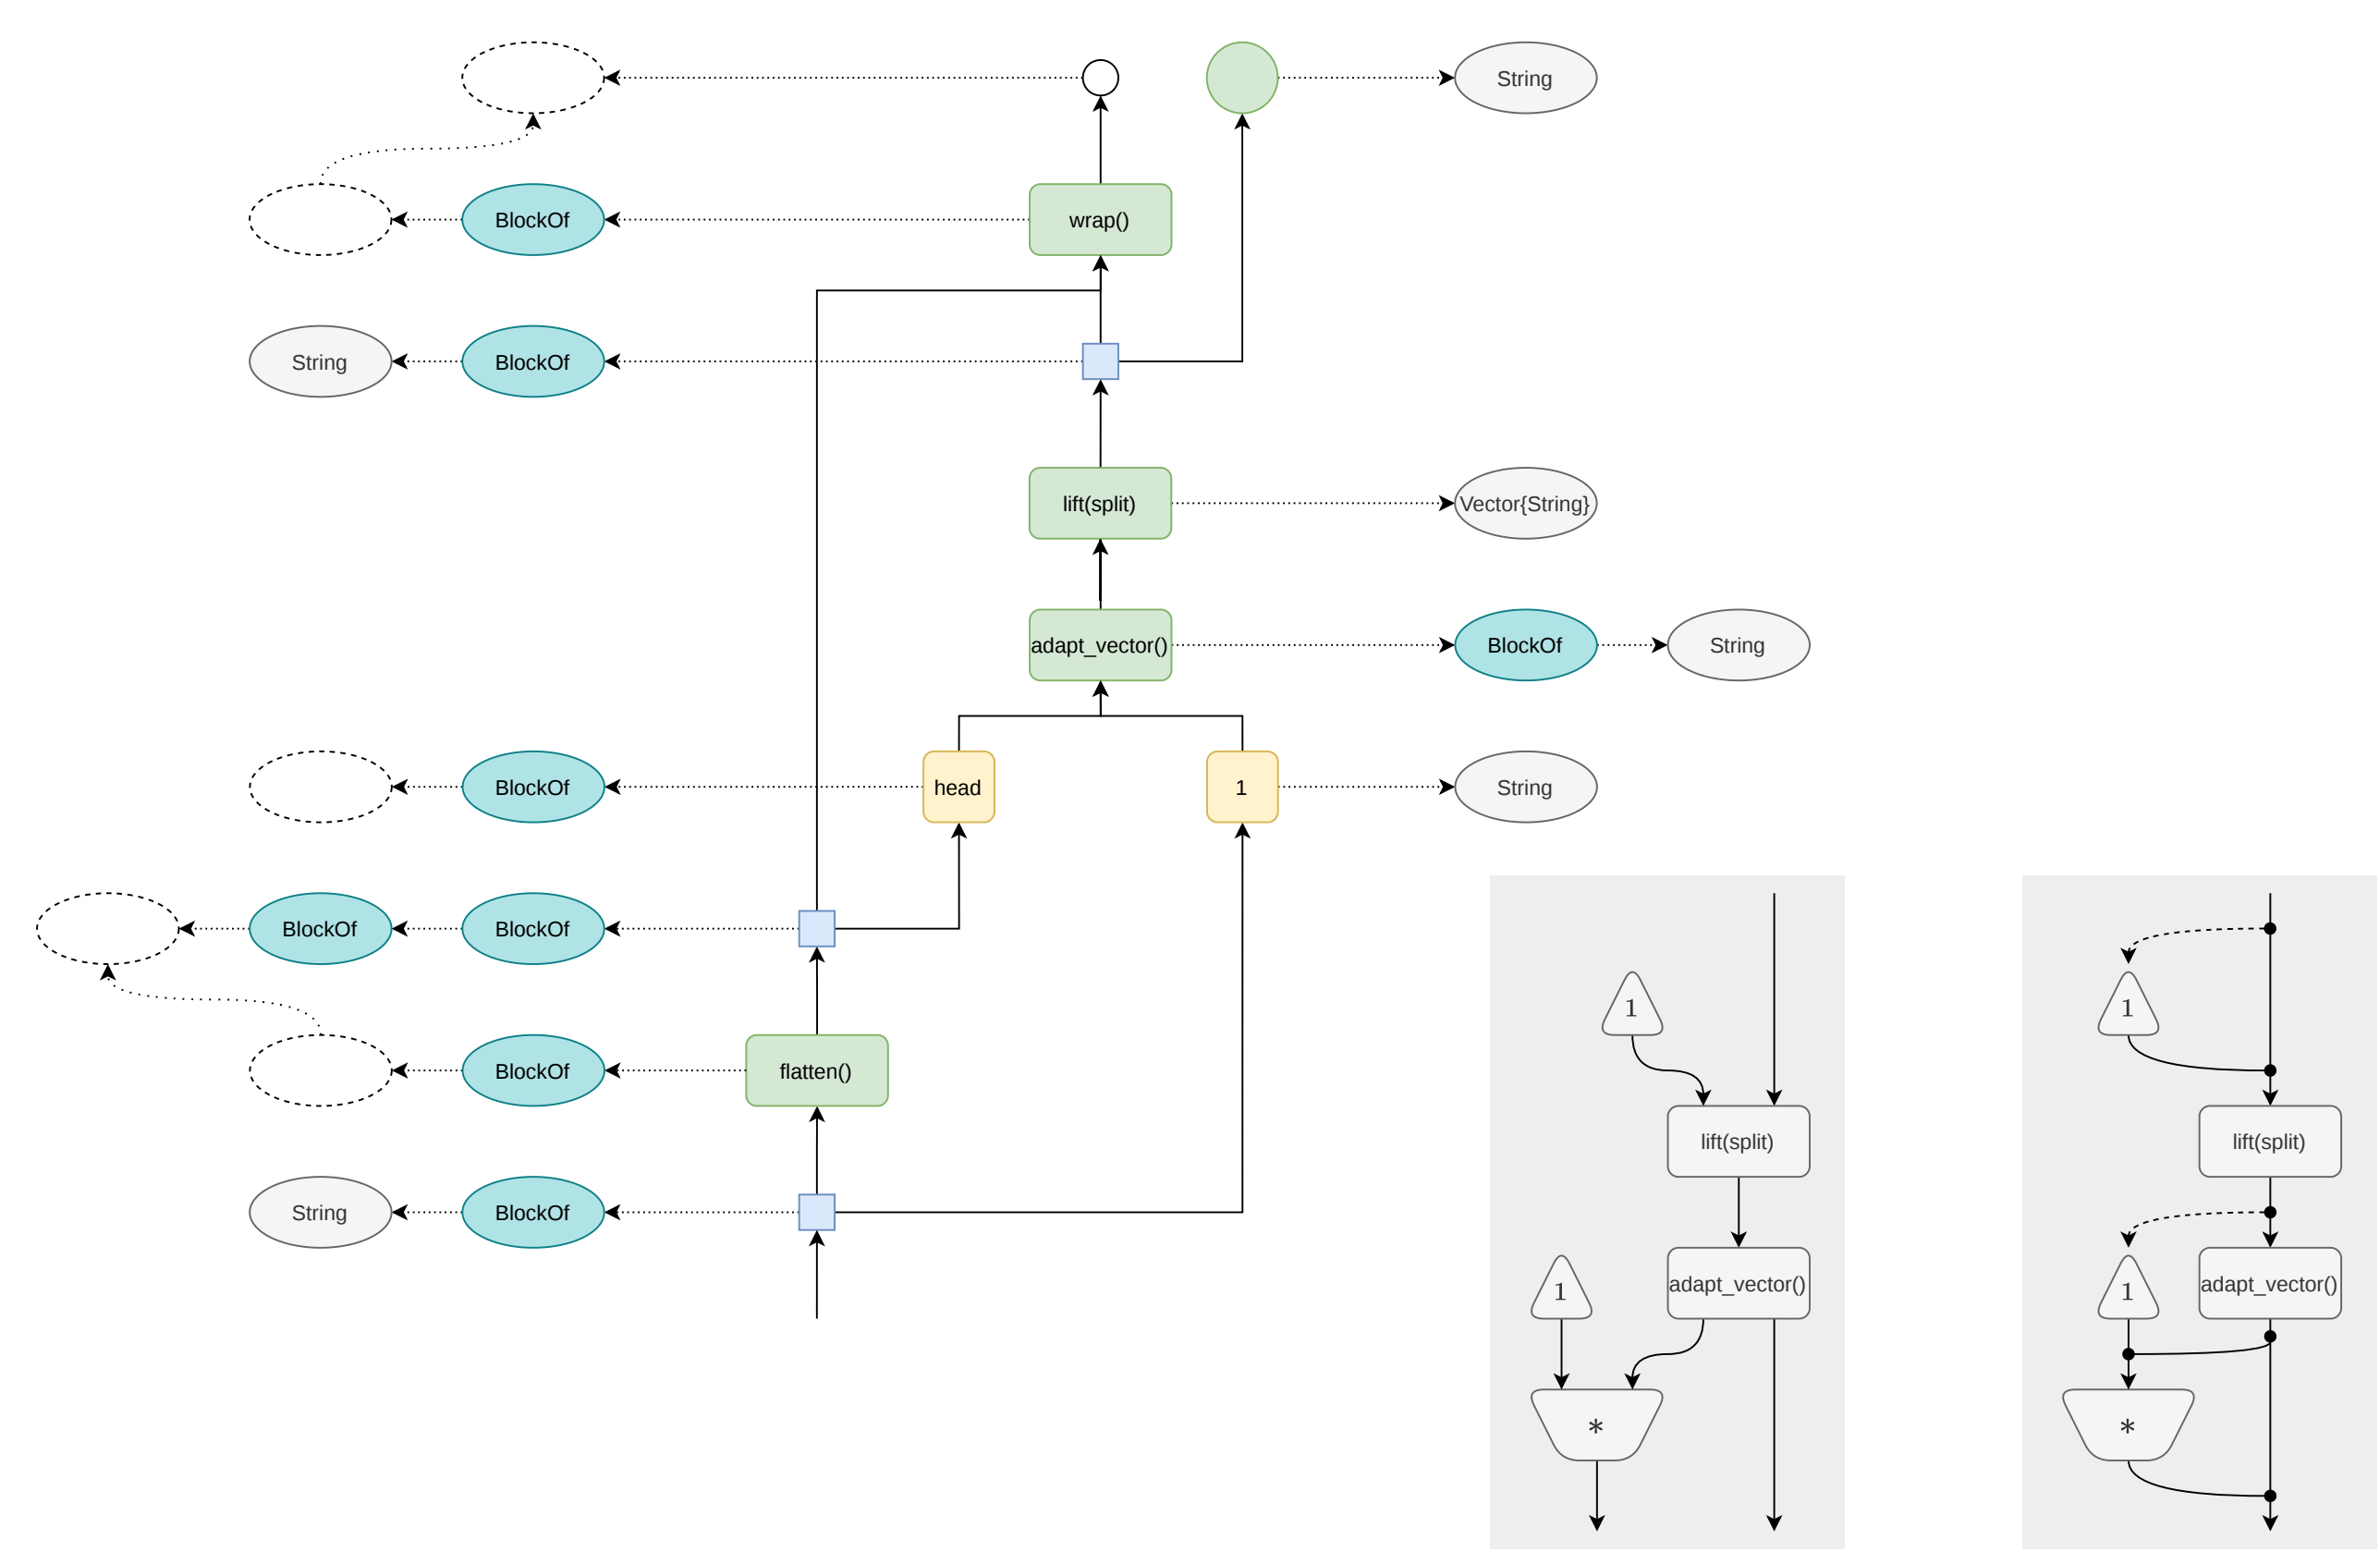 String
BlockOf
wrap()
String
BlockOf
lift(split)
Vector{String}
adapt_vector()
BlockOf
String
BlockOf
head
1
String
BlockOf
BlockOf
1
1
BlockOf
flatten()
lift(split)
lift(split)
String
BlockOf
1
adapt_vector()
1
adapt_vector()
*
*